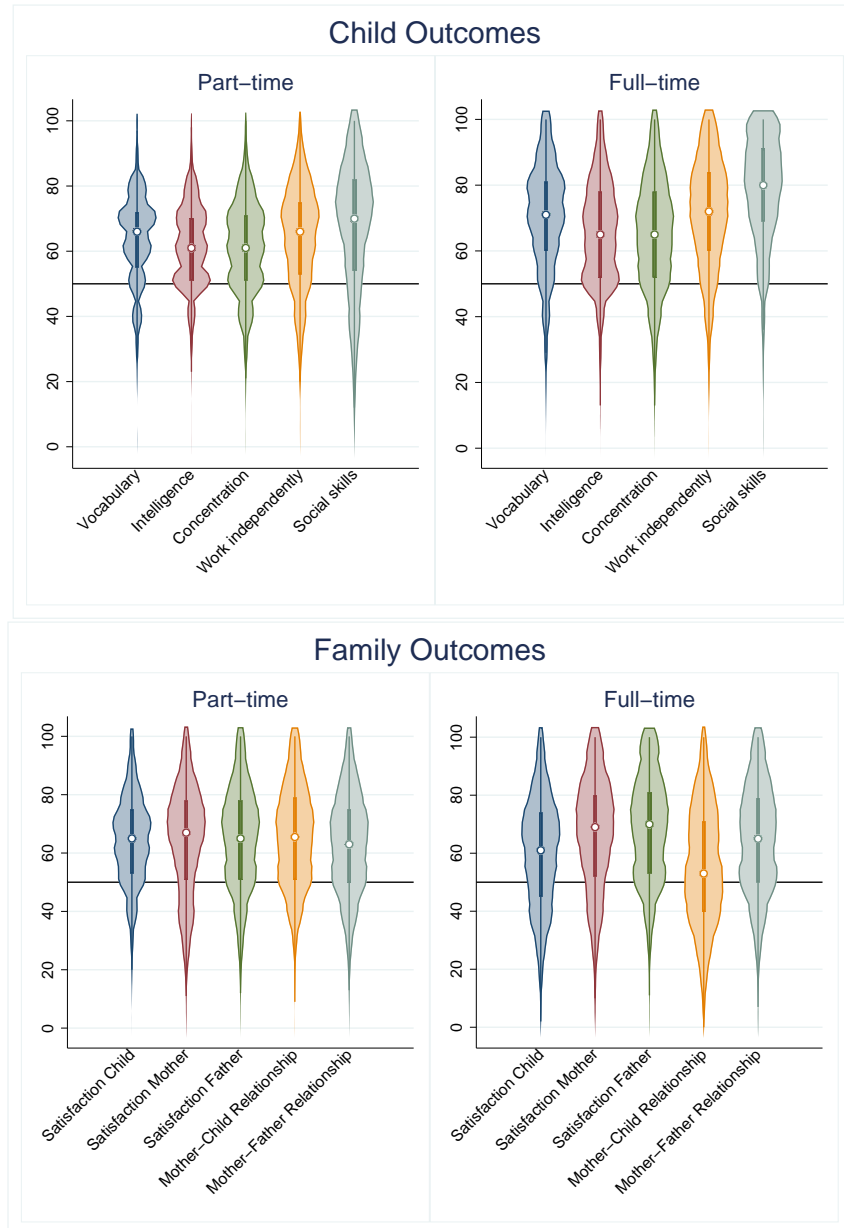 Child Outcomes
Part−time
Full−time
100
80
60
40
20
0
Vocabulary
Intelligence
Concentration
Work independently
Social skills
100
80
60
40
20
0
Vocabulary
Intelligence
Concentration
Work independently
Social skills
Family Outcomes
Part−time
Full−time
100
80
60
40
20
0
Satisfaction Child
Satisfaction Mother
Satisfaction Father
Mother−Child Relationship
Mother−Father Relationship
100
80
60
40
20
0
Satisfaction Child
Satisfaction Mother
Satisfaction Father
Mother−Child Relationship
Mother−Father Relationship